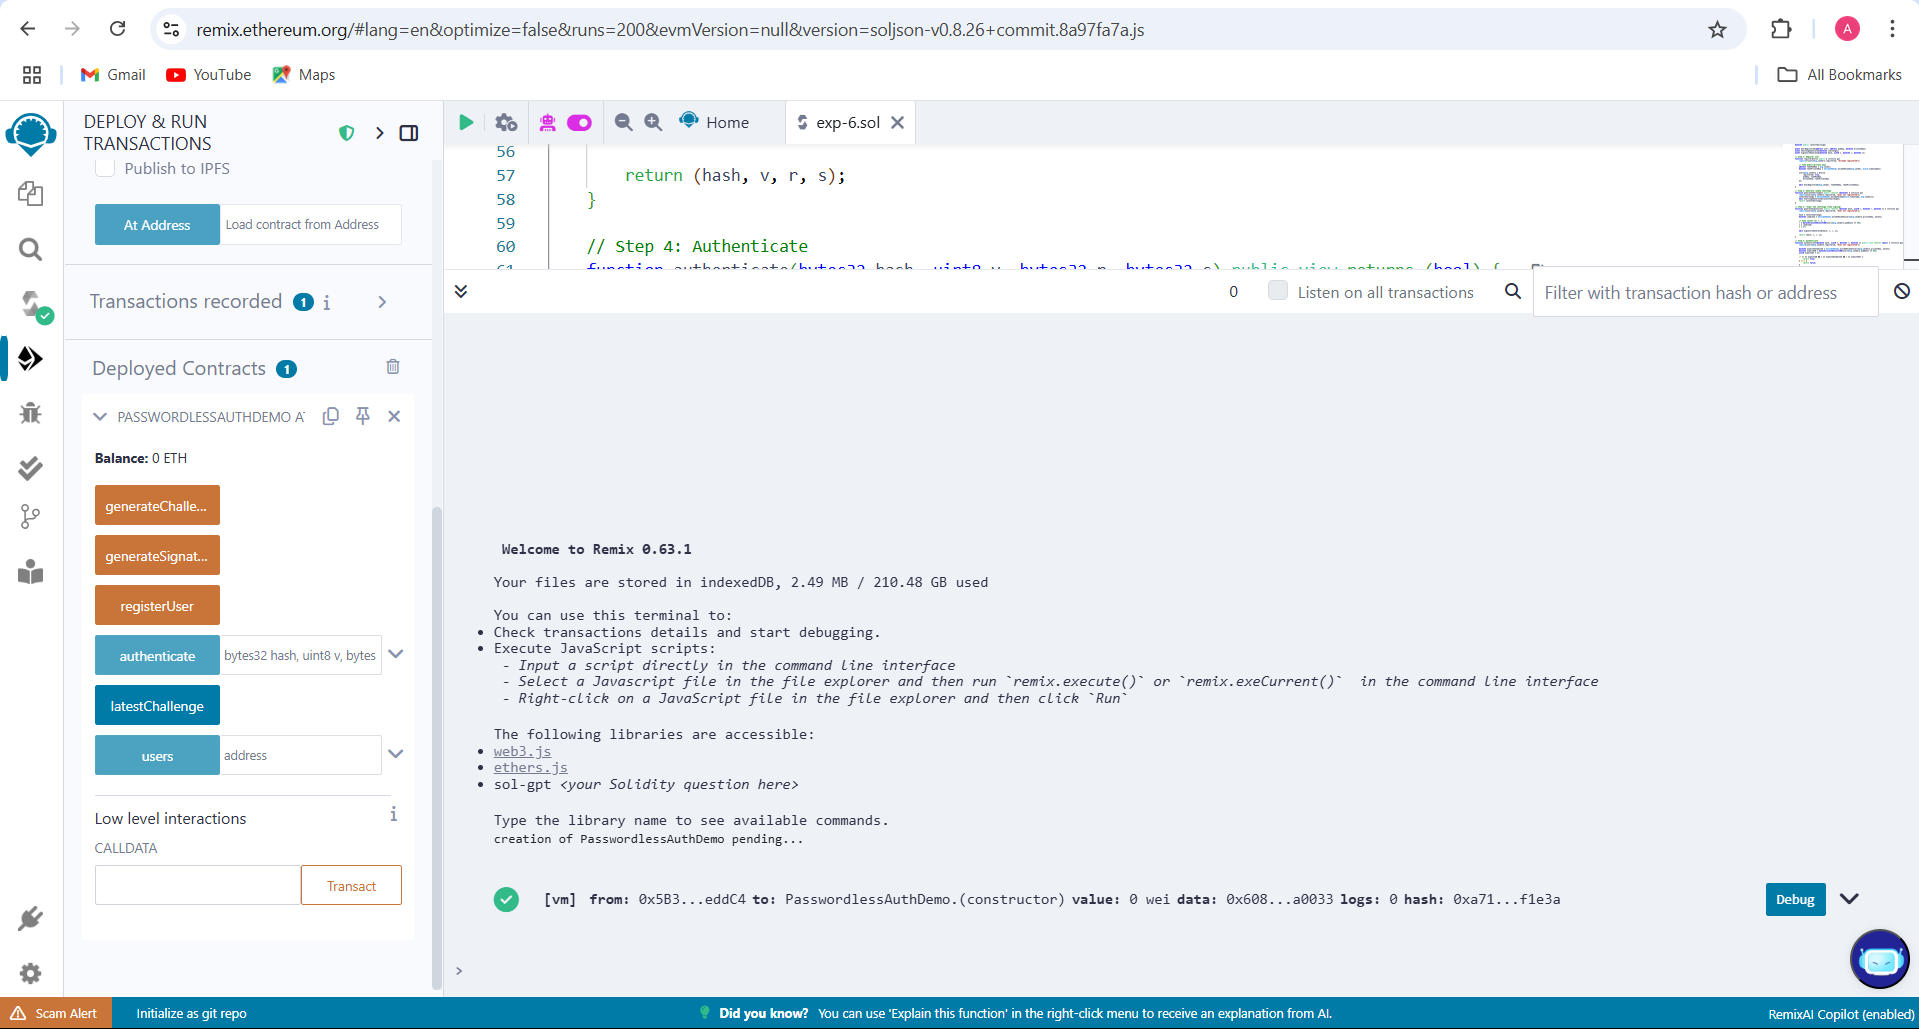 remix.ethereum.org/#lang=en&optimize=false&runs=200&evmVersion=null&version=soljson-v0.8.26+commit.8a97fa7a.js
A
Gmail
YouTube
Maps
All Bookmarks
DEPLOY & RUN
TRANSACTIONS
Publish to IPFS
At Address
Load contract from Address
Transactions recorded 1 i
Deployed Contracts 1
PASSWORDLESSAUTHDEMO AT
Balance: 0 ETH
generateChalle...
generateSignat...
registerUser
authenticate
bytes32 hash, uint8 v, bytes
latestChallenge
users
address
Low level interactions
i
CALLDATA
Transact
Home
exp-6.sol
56
57 return (hash, v, r, s);
58 }
59
60 // Step 4: Authenticate
61 function authenticate(bytes32 hash, uint8 v, bytes32 r, bytes32 s) public view returns (bool) {
0
Listen on all transactions
Filter with transaction hash or address
Welcome to Remix 0.63.1
Your files are stored in indexedDB, 2.49 MB / 210.48 GB used
You can use this terminal to:
• Check transactions details and start debugging.
• Execute JavaScript scripts:
- Input a script directly in the command line interface
- Select a Javascript file in the file explorer and then run `remix.execute()` or `remix.exeCurrent()` in the command line interface
- Right-click on a JavaScript file in the file explorer and then click `Run`
The following libraries are accessible:
• web3.js
• ethers.js
• sol-gpt <your Solidity question here>
Type the library name to see available commands.
creation of PasswordlessAuthDemo pending...
[vm] from: 0x5B3...eddC4 to: PasswordlessAuthDemo.(constructor) value: 0 wei data: 0x608...a0033 logs: 0 hash: 0xa71...f1e3a
Debug
>
Scam Alert
Initialize as git repo
Did you know? You can use 'Explain this function' in the right-click menu to receive an explanation from AI.
RemixAI Copilot (enabled)